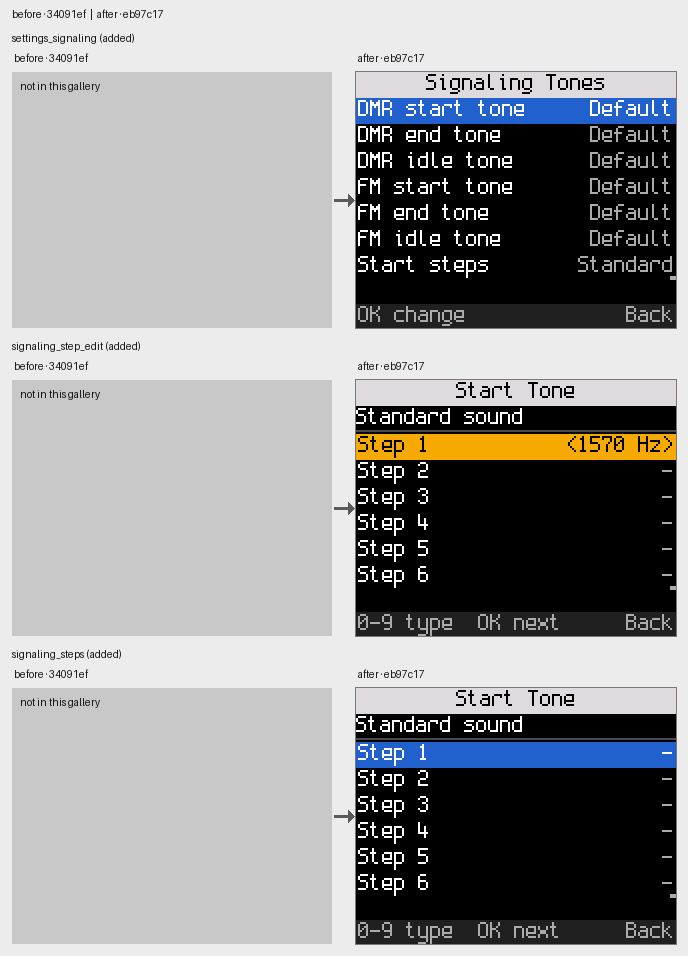 before·34091ef | after·eb97c17
settings_signaling (added)
before·34091ef
after·eb97c17
not in this gallery
Signaling Tones
DMR start tone Default
DMR end tone Default
DMR idle tone Default
FM start tone Default
FM end tone Default
FM idle tone Default
Start steps Standard
OK change Back
signaling_step_edit (added)
before·34091ef
after·eb97c17
not in this gallery
Start Tone
Standard sound
Step 1 <1570 Hz>
Step 2 -
Step 3 -
Step 4 -
Step 5 -
Step 6 -
0-9 type OK next Back
signaling_steps (added)
before·34091ef
after·eb97c17
not in this gallery
Start Tone
Standard sound
Step 1 -
Step 2 -
Step 3 -
Step 4 -
Step 5 -
Step 6 -
0-9 type OK next Back